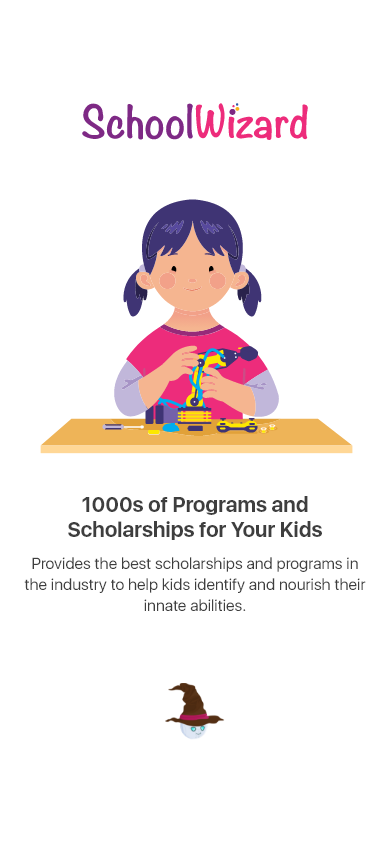 SchoolWizard
1000s of Programs and
Scholarships for Your Kids
Provides the best scholarships and programs in
the industry to help kids identify and nourish their
innate abilities.